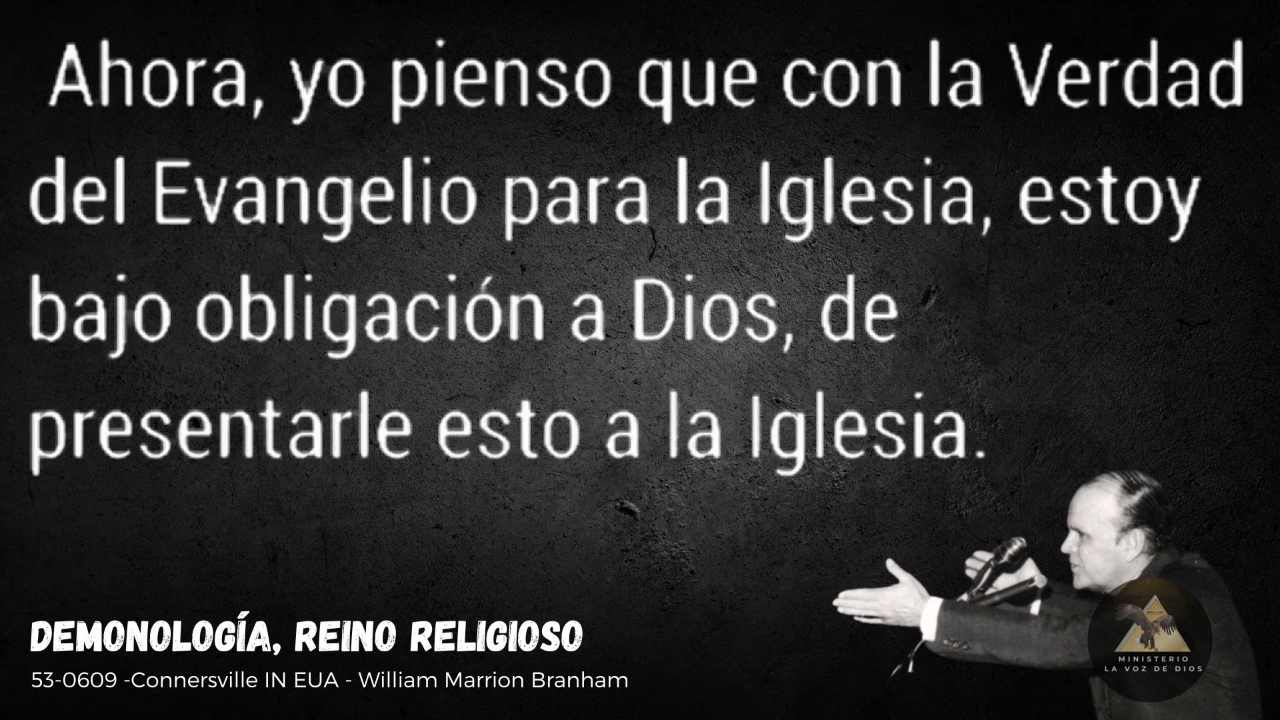 Ahora, yo pienso que con la Verdad
del Evangelio para la Iglesia, estoy
bajo obligación a Dios, de
presentarle esto a la Iglesia.
DEMONOLOGÍA, REINO RELIGIOSO
53-0609 -Connersville IN EUA - William Marrion Branham
MINISTERIO
LA VOZ DE DIOS